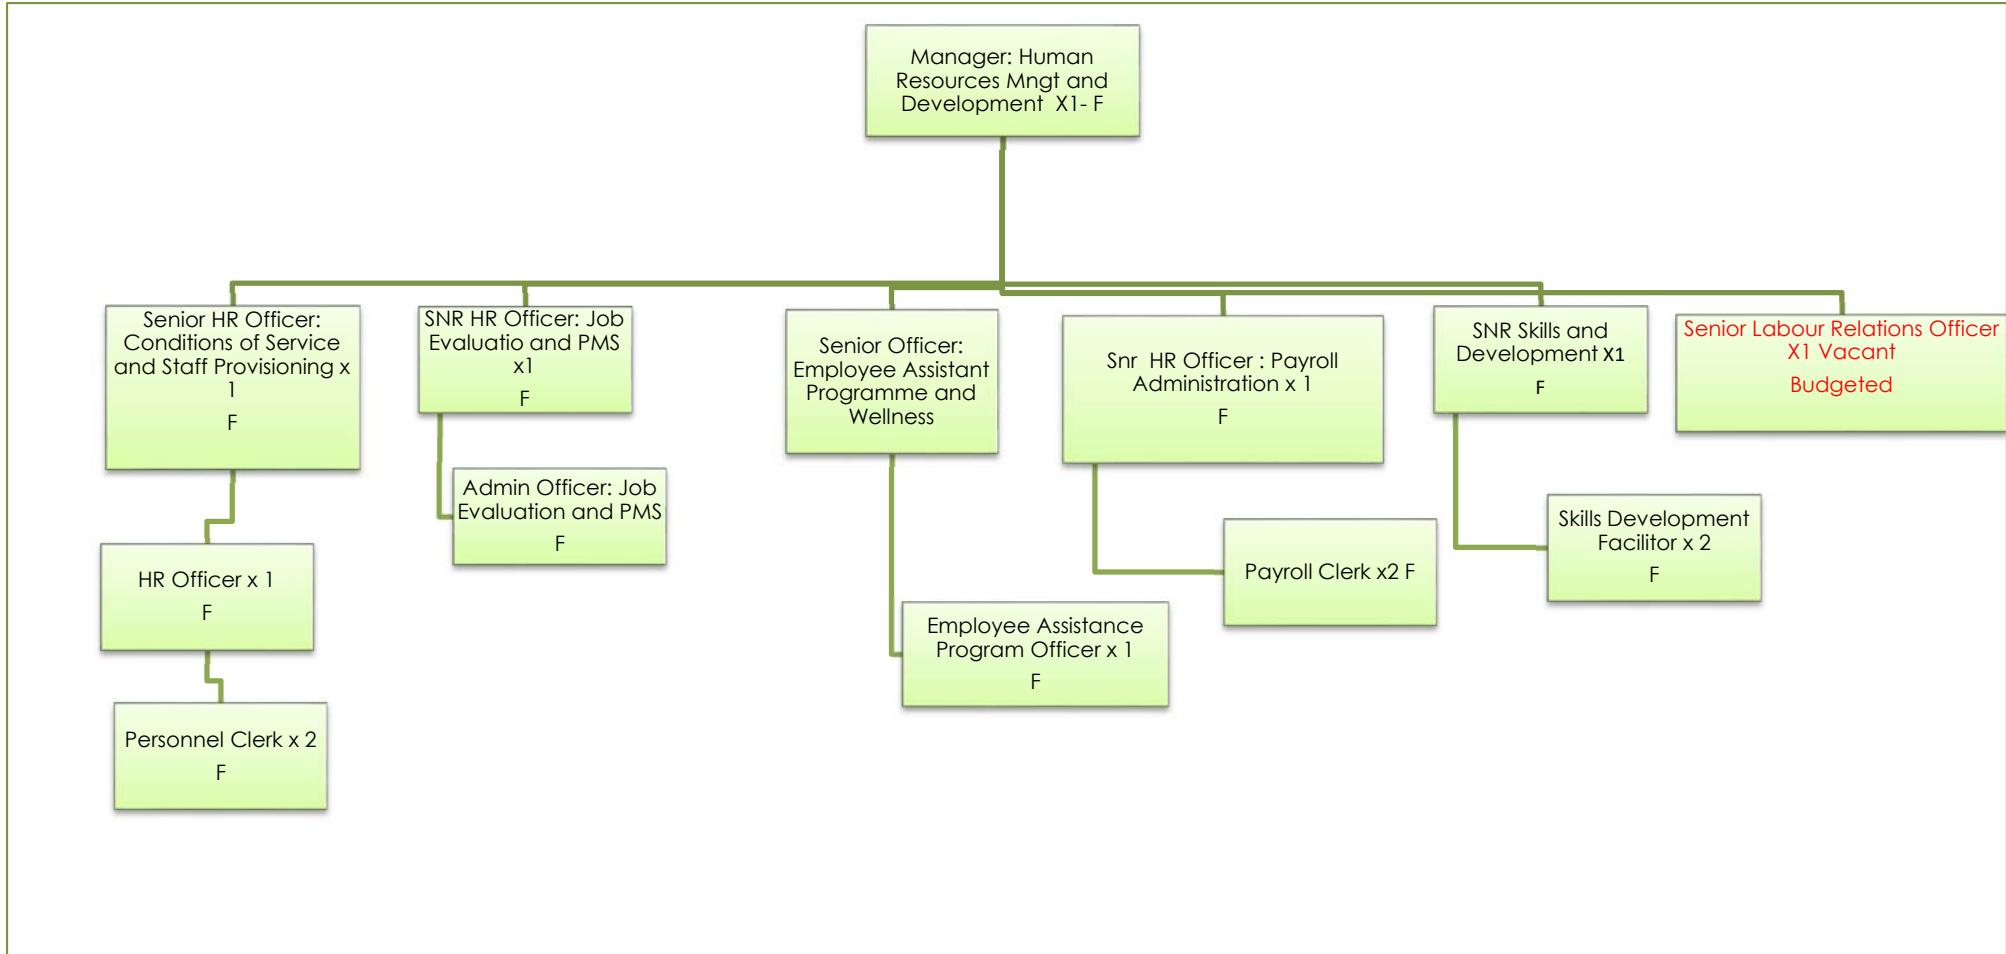 Manager: Human
Resources Mngt and
Development X1- F
Senior HR Officer:
Conditions of Service
and Staff Provisioning x
1
F
SNR HR Officer: Job
Evaluatio and PMS
x1
F
Senior Officer:
Employee Assistant
Programme and
Wellness
Snr HR Officer : Payroll
Administration x 1
F
SNR Skills and
Development X1
F
Senior Labour Relations Officer
X1 Vacant
Budgeted
Admin Officer: Job
Evaluation and PMS
F
HR Officer x 1
F
Employee Assistance
Program Officer x 1
F
Payroll Clerk x2 F
Skills Development
Facilitor x 2
F
Personnel Clerk x 2
F